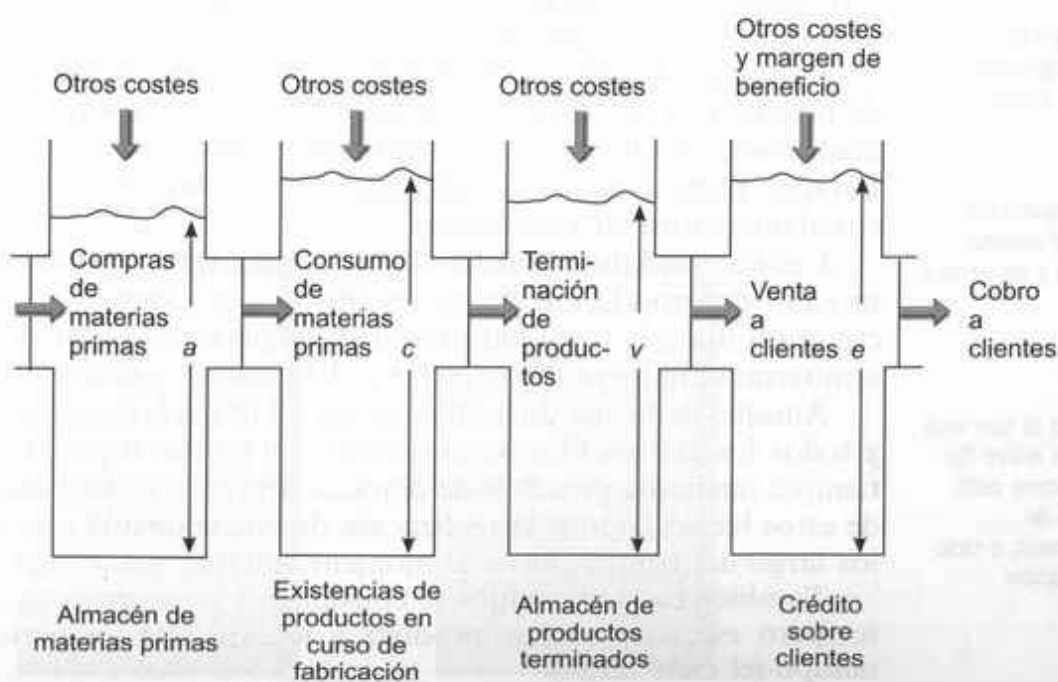 Otros costes
Otros costes
Otros costes
Otros costes
y margen de
beneficio
Compras
de
materias
primas
a
Consumo
de
materias
primas
c
Termi-
nación
de
produc-
tos
v
Venta
a
clientes
e
Cobro
a
clientes
Almacén de
materias primas
Existencias de
productos en
curso de
fabricación
Almacén de
productos
terminados
Crédito
sobre
clientes